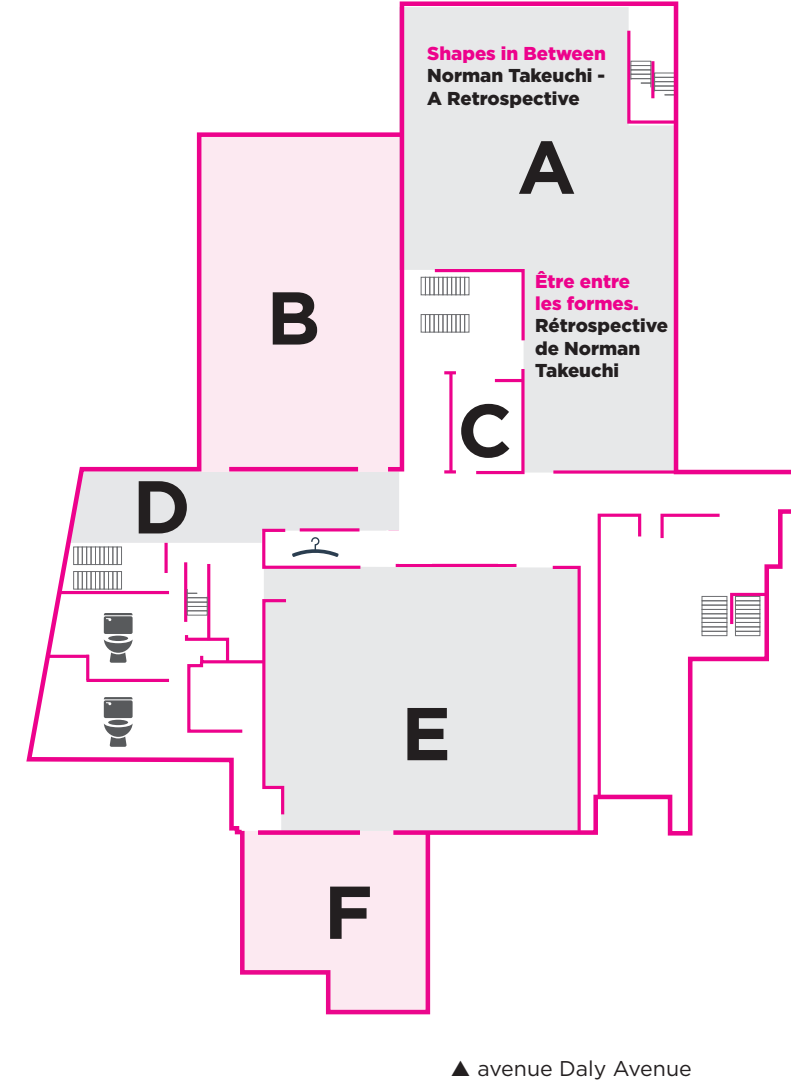 Shapes in Between
Norman Takeuchi -
A Retrospective
A
B
Être entre
les formes.
Rétrospective
de Norman
Takeuchi
C
D
E
F
▲ avenue Daly Avenue